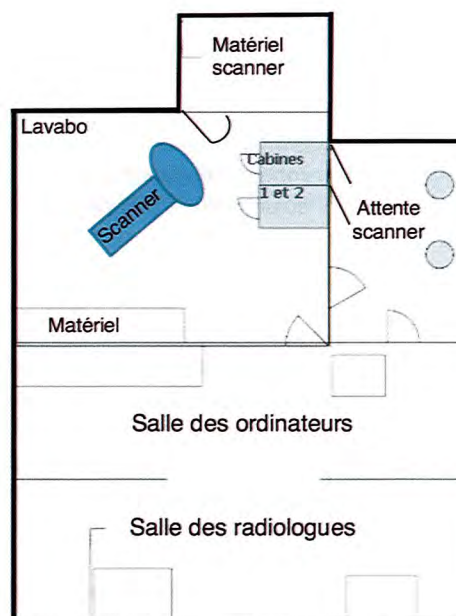 Matériel
scanner
Lavabo
Cabines
1 et 2
Scanner
Attente
scanner
Matériel
Salle des ordinateurs
Salle des radiologues